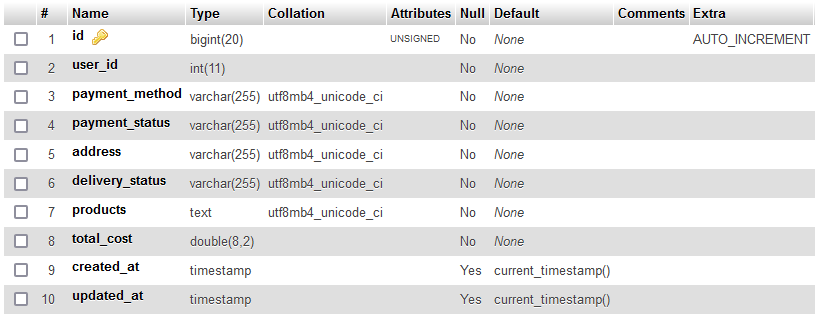 # Name Type Collation Attributes Null Default Comments Extra
1 id bigint(20) UNSIGNED No None AUTO_INCREMENT
2 user_id int(11) No None
3 payment_method varchar(255) utf8mb4_unicode_ci No None
4 payment_status varchar(255) utf8mb4_unicode_ci No None
5 address varchar(255) utf8mb4_unicode_ci No None
6 delivery_status varchar(255) utf8mb4_unicode_ci No None
7 products text utf8mb4_unicode_ci No None
8 total_cost double(8,2) No None
9 created_at timestamp Yes current_timestamp()
10 updated_at timestamp Yes current_timestamp()